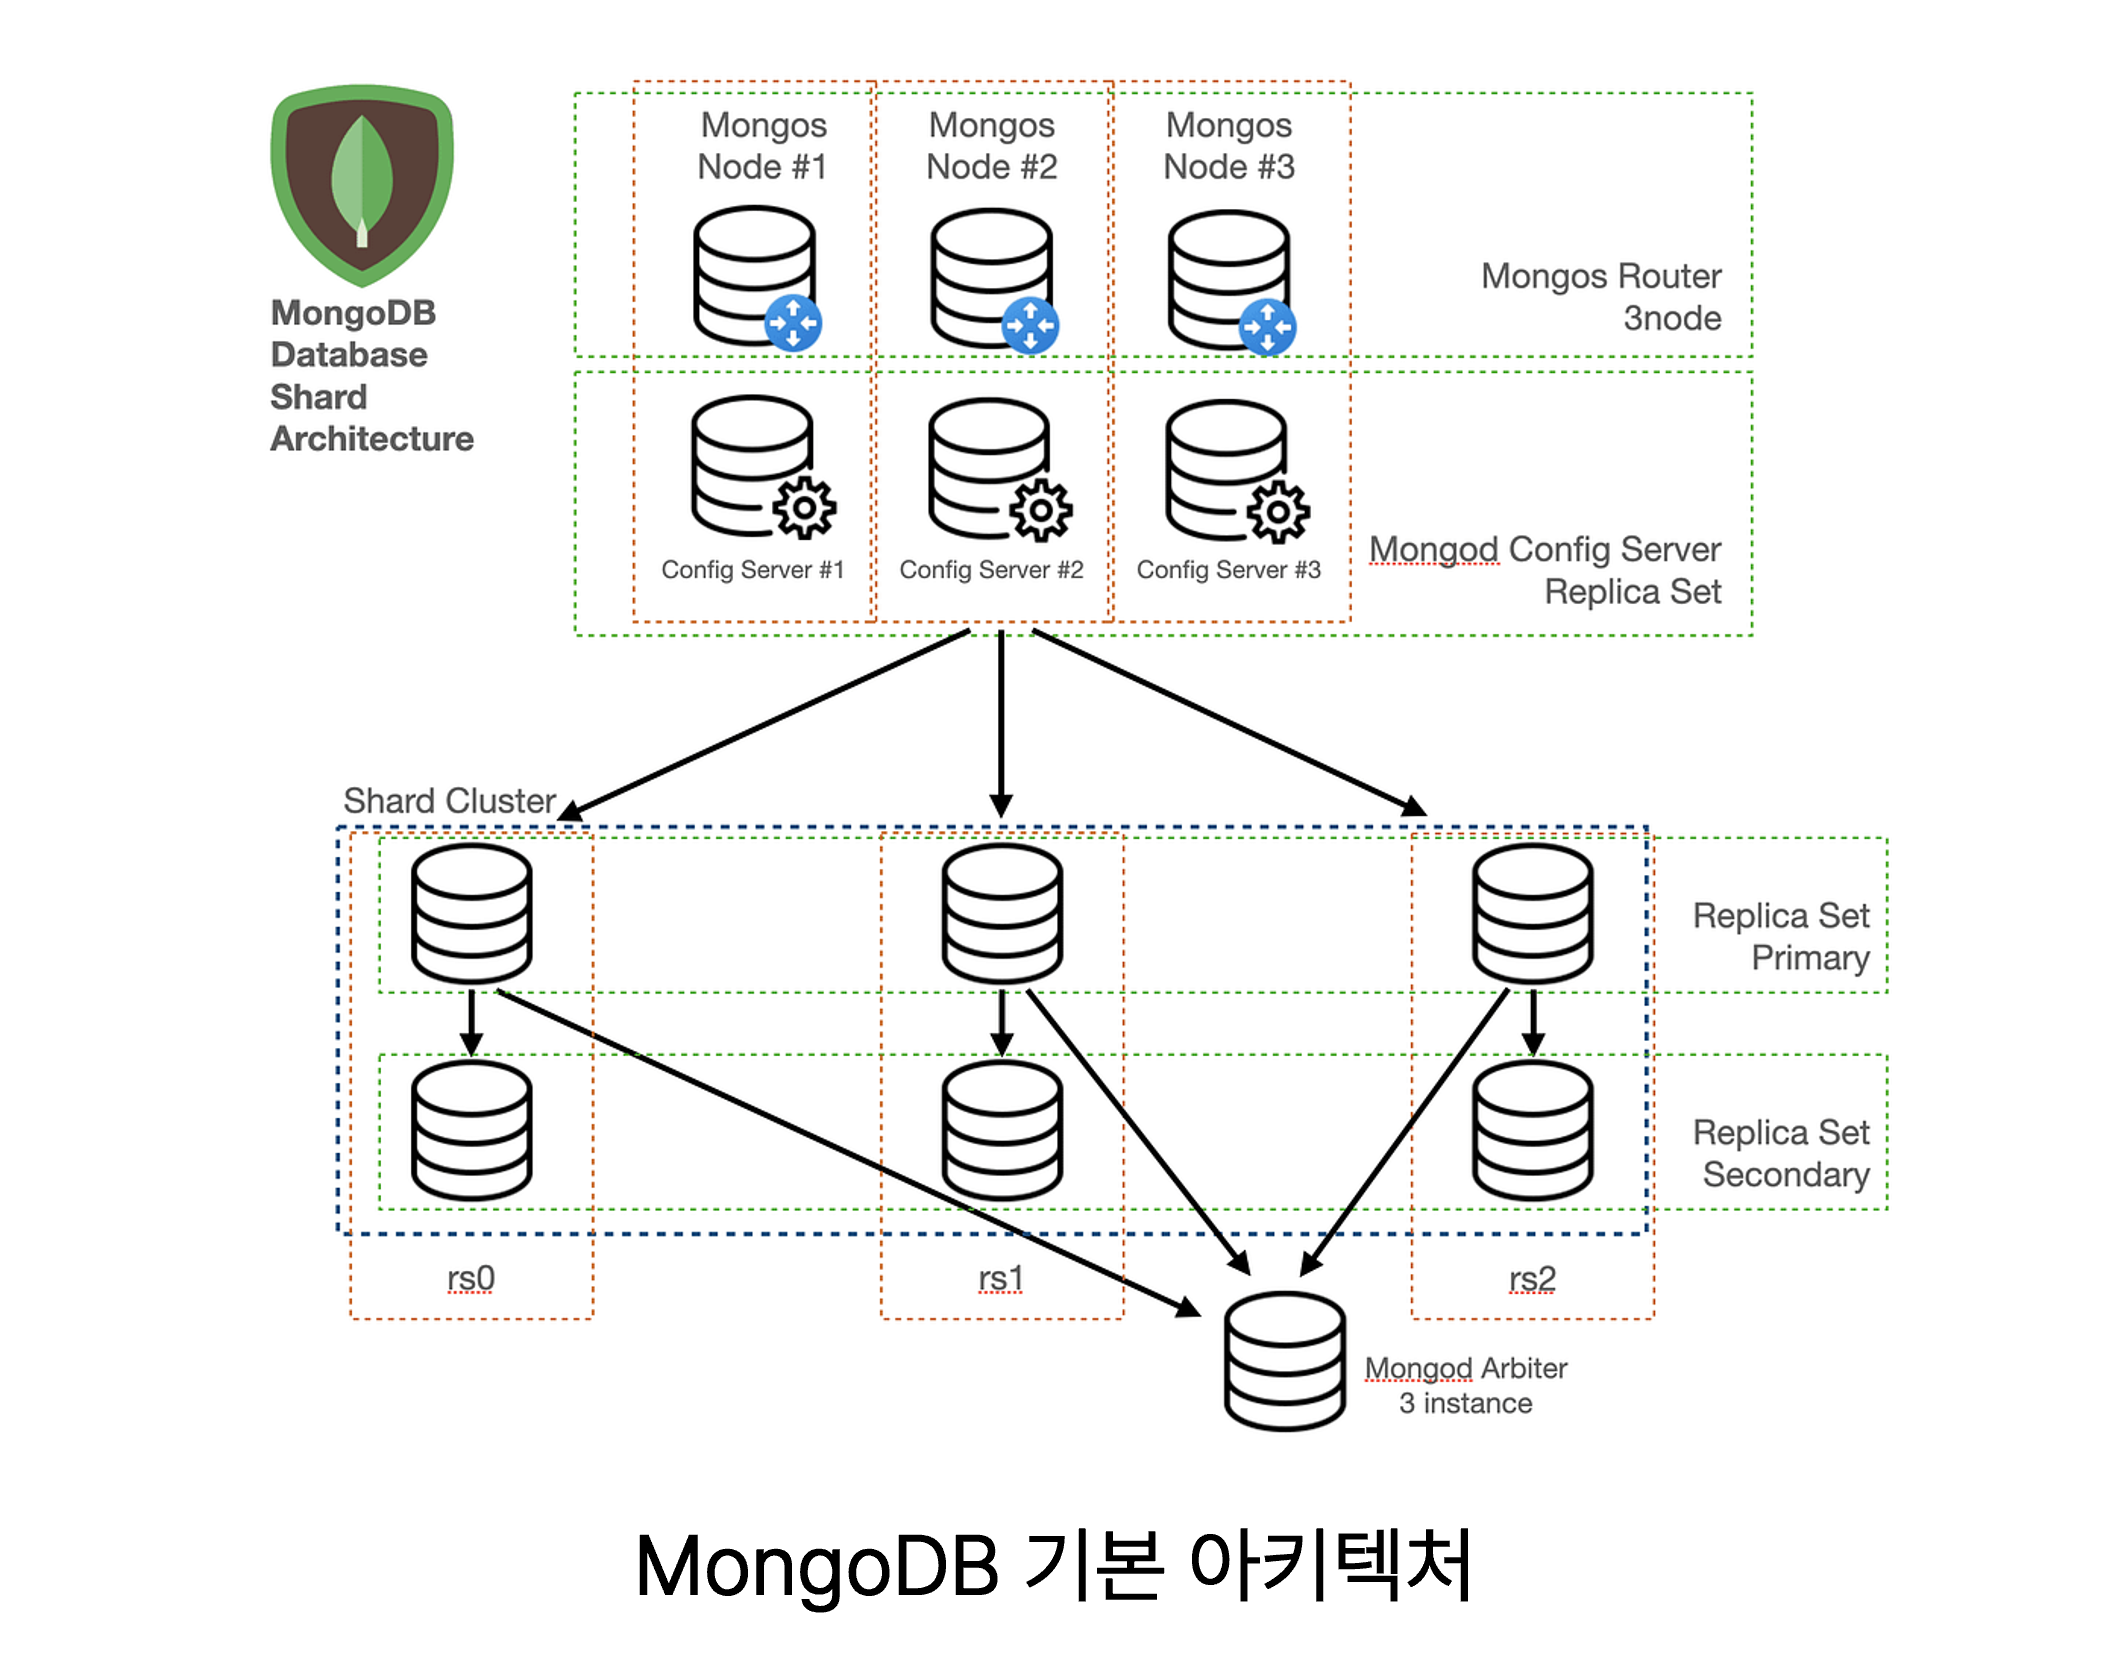 MongoDB
Database
Shard
Architecture
Mongos
Node #1
Mongos
Node #2
Mongos
Node #3
Mongos Router
3node
Config Server #1
Config Server #2
Config Server #3
Mongod Config Server
Replica Set
Shard Cluster
Replica Set
Primary
Replica Set
Secondary
rs0
rs1
rs2
Mongod Arbiter
3 instance
MongoDB 기본 아키텍처